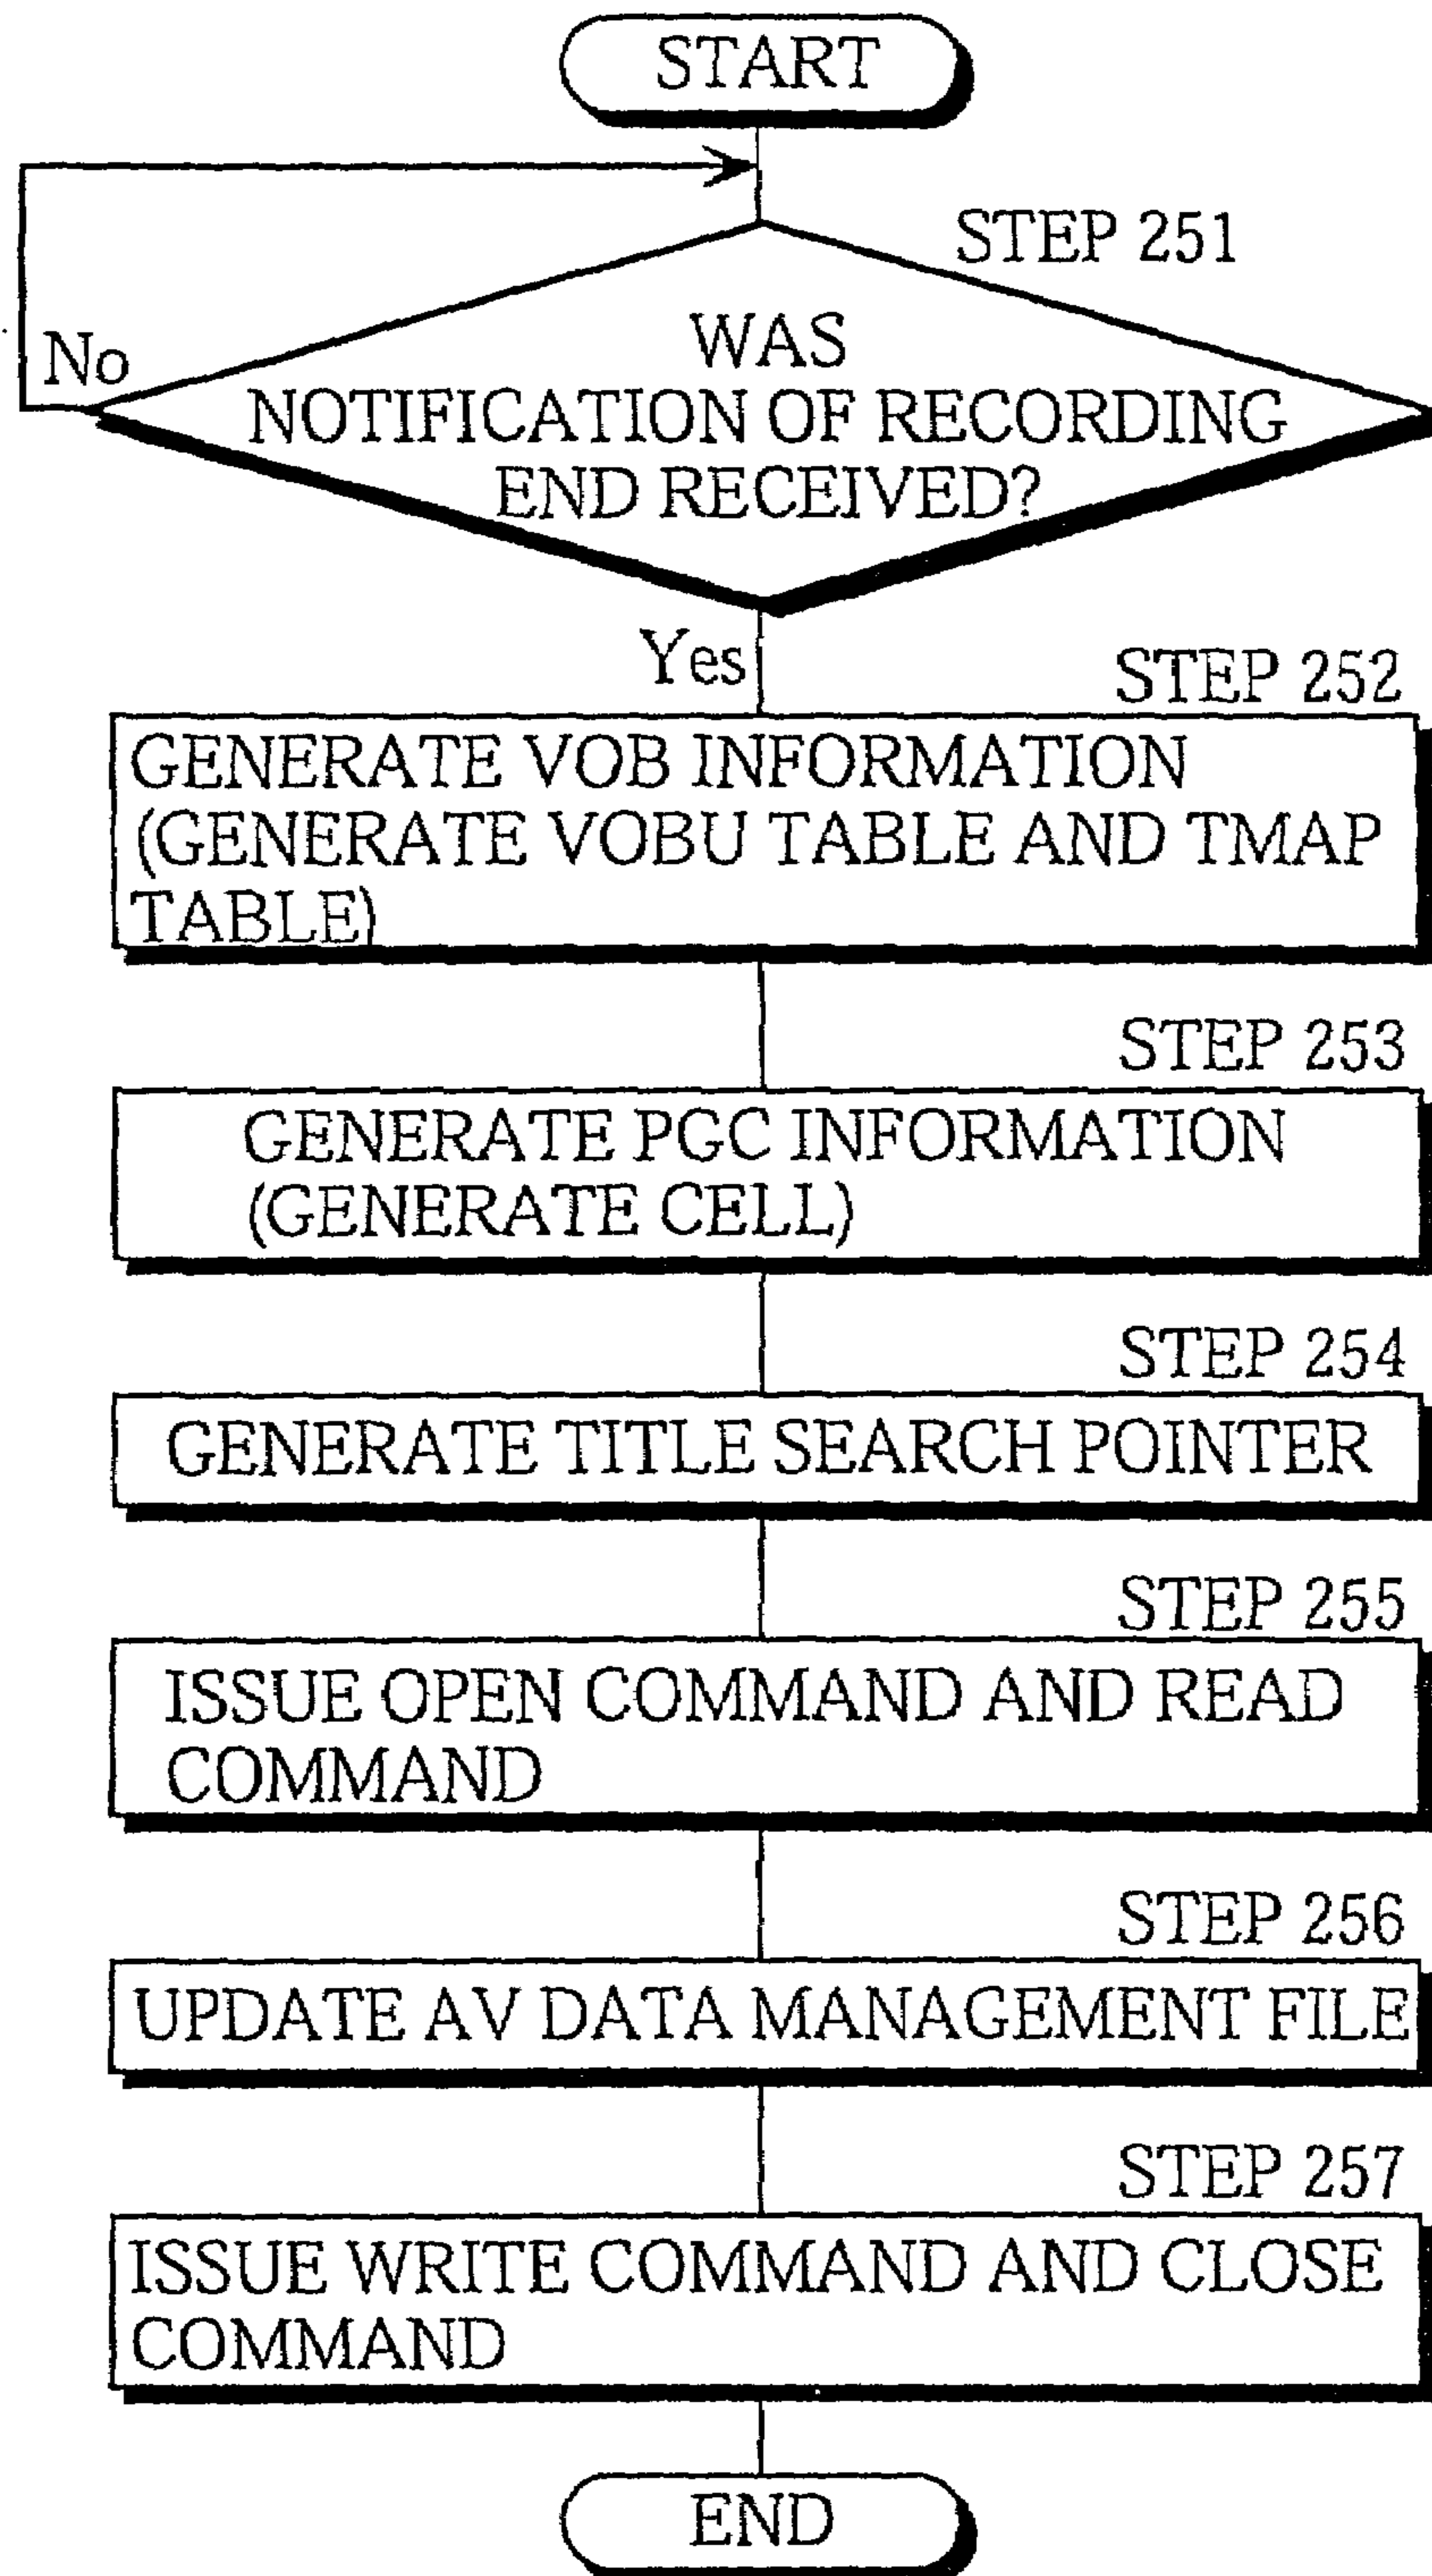 START
STEP 251
No
WAS
NOTIFICATION OF RECORDING
END RECEIVED?
Yes
STEP 252
GENERATE VOB INFORMATION
(GENERATE VOBU TABLE AND TMAP
TABLE)
STEP 253
GENERATE PGC INFORMATION
(GENERATE CELL)
STEP 254
GENERATE TITLE SEARCH POINTER
STEP 255
ISSUE OPEN COMMAND AND READ
COMMAND
STEP 256
UPDATE AV DATA MANAGEMENT FILE
STEP 257
ISSUE WRITE COMMAND AND CLOSE
COMMAND
END